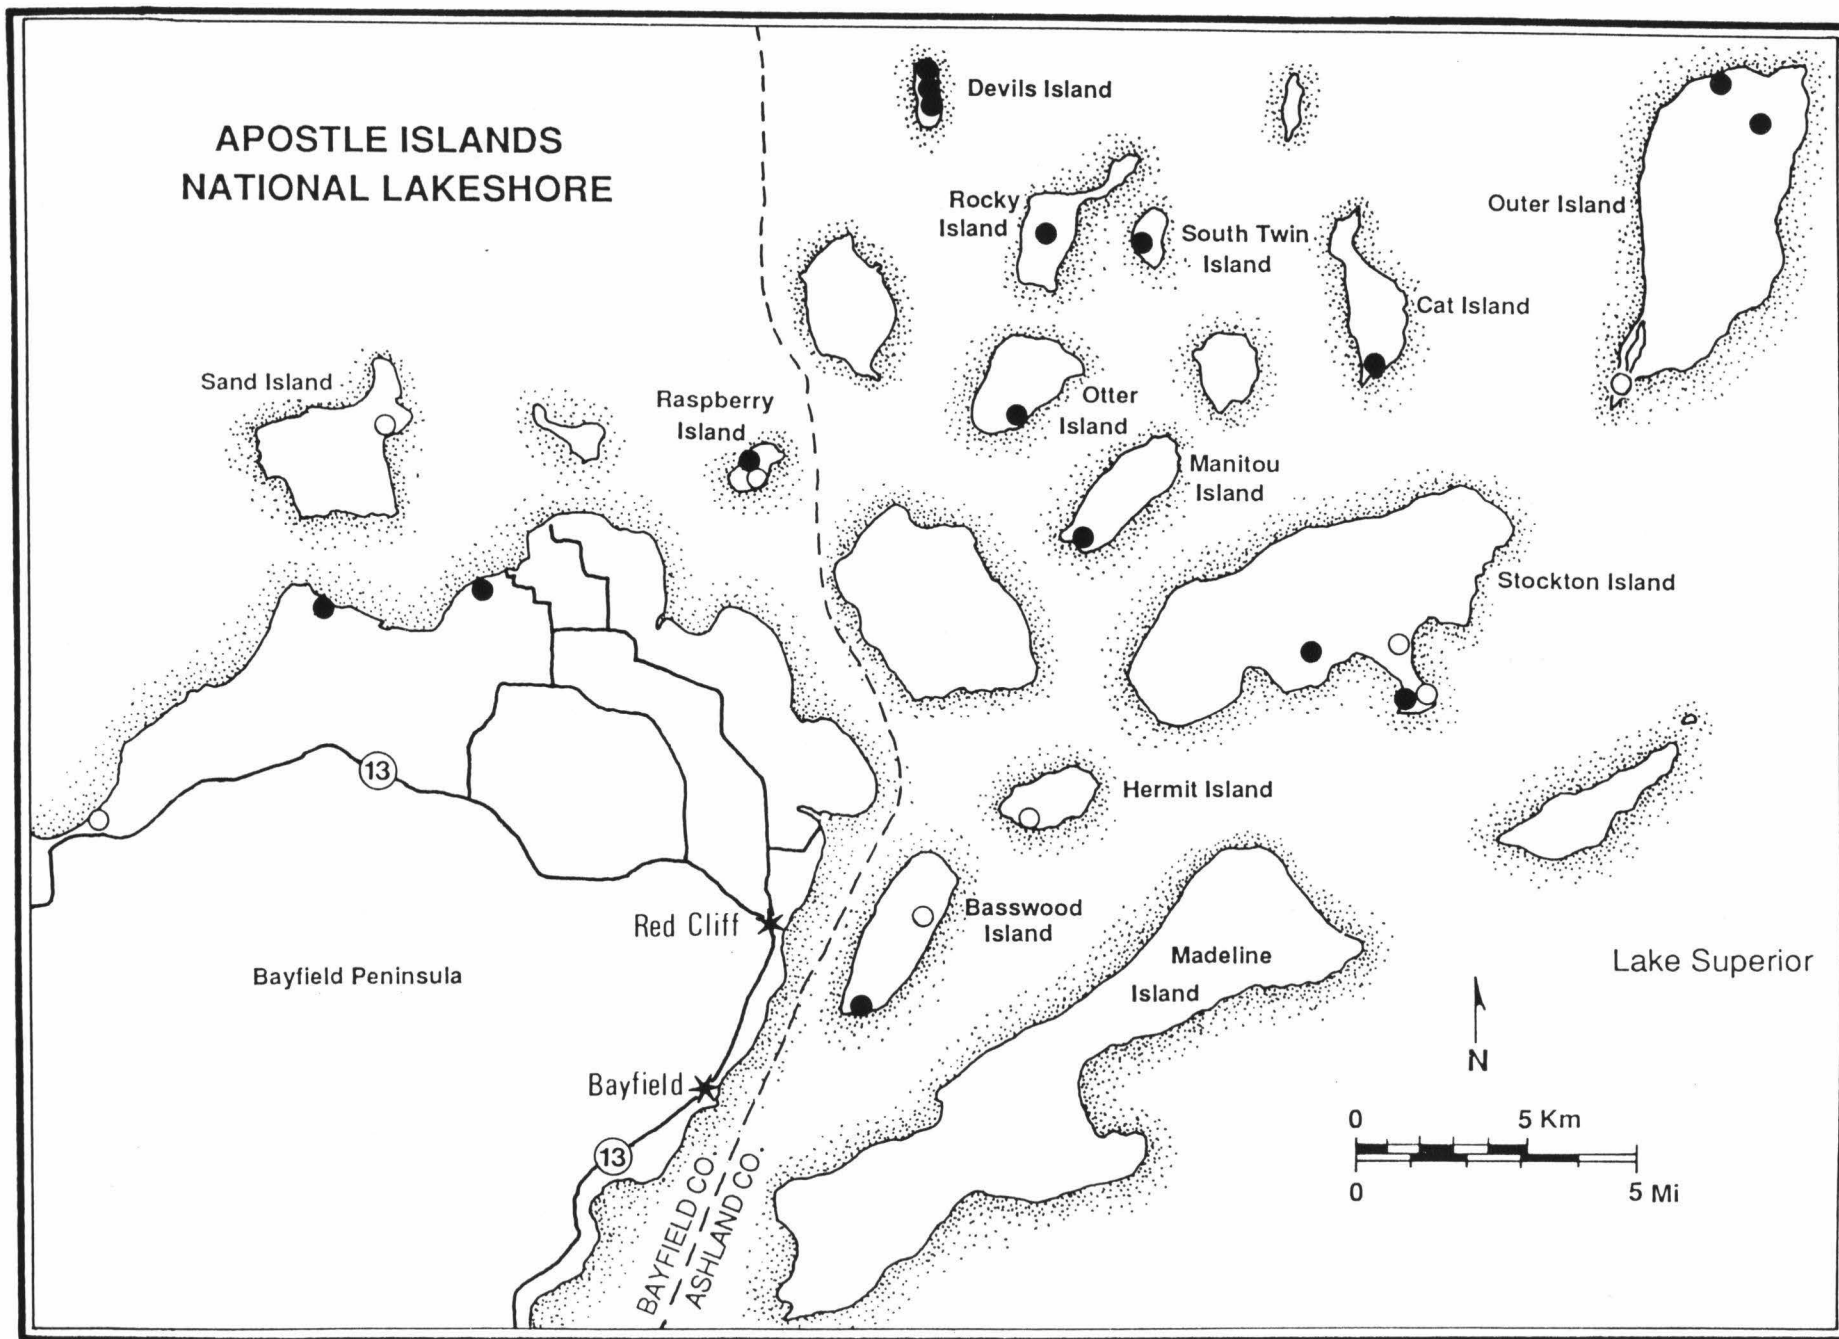 APOSTLE ISLANDS
NATIONAL LAKESHORE
Devils Island
Rocky
Island
South Twin
Island
Outer Island
Cat Island
Sand Island
Raspberry
Island
Otter
Island
Manitou
Island
Stockton Island
13
Hermit Island
Red Cliff
Basswood
Island
Madeline
Island
Bayfield Peninsula
Lake Superior
N
Bayfield
13
BAYFIELD CO.
ASHLAND CO.
0 5 Km
0 5 Mi